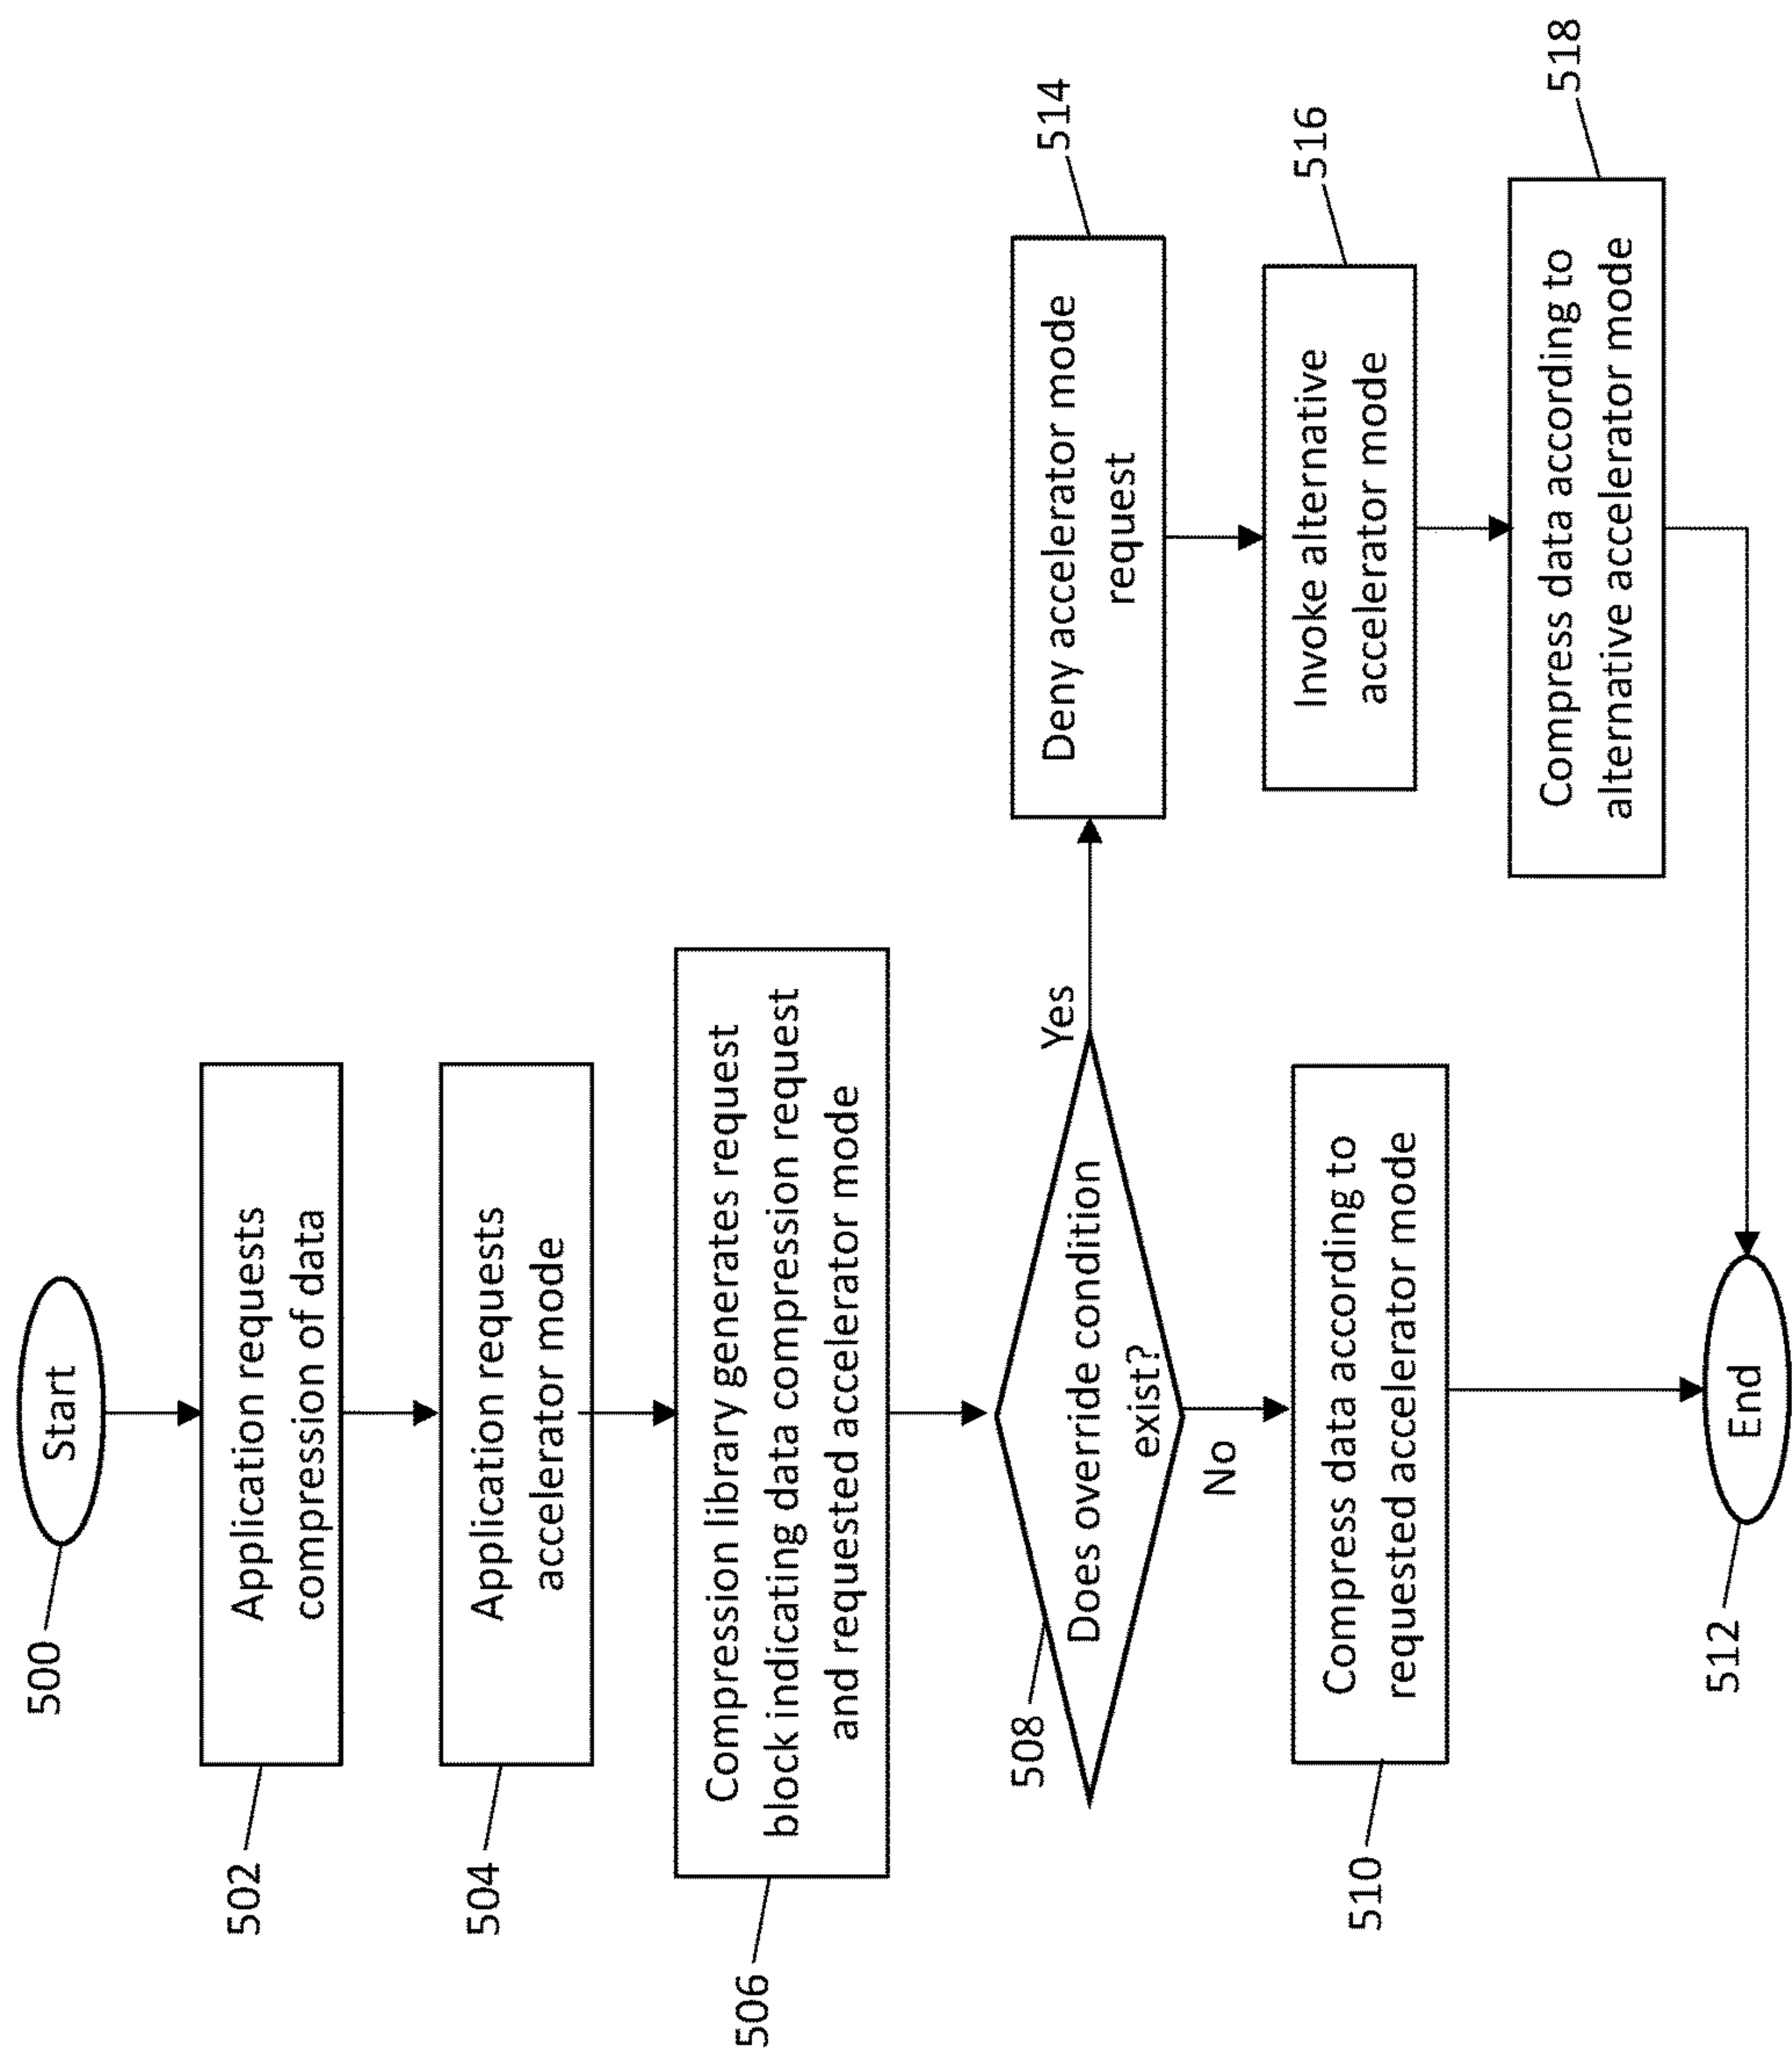 500
Start
502
Application requests
compression of data
504
Application requests
accelerator mode
506
Compression library generates request
block indicating data compression request
and requested accelerator mode
508
Does override condition
exist?
Yes
No
510
Compress data according to
requested accelerator mode
514
Deny accelerator mode
request
516
Invoke alternative
accelerator mode
518
Compress data according to
alternative accelerator mode
512
End